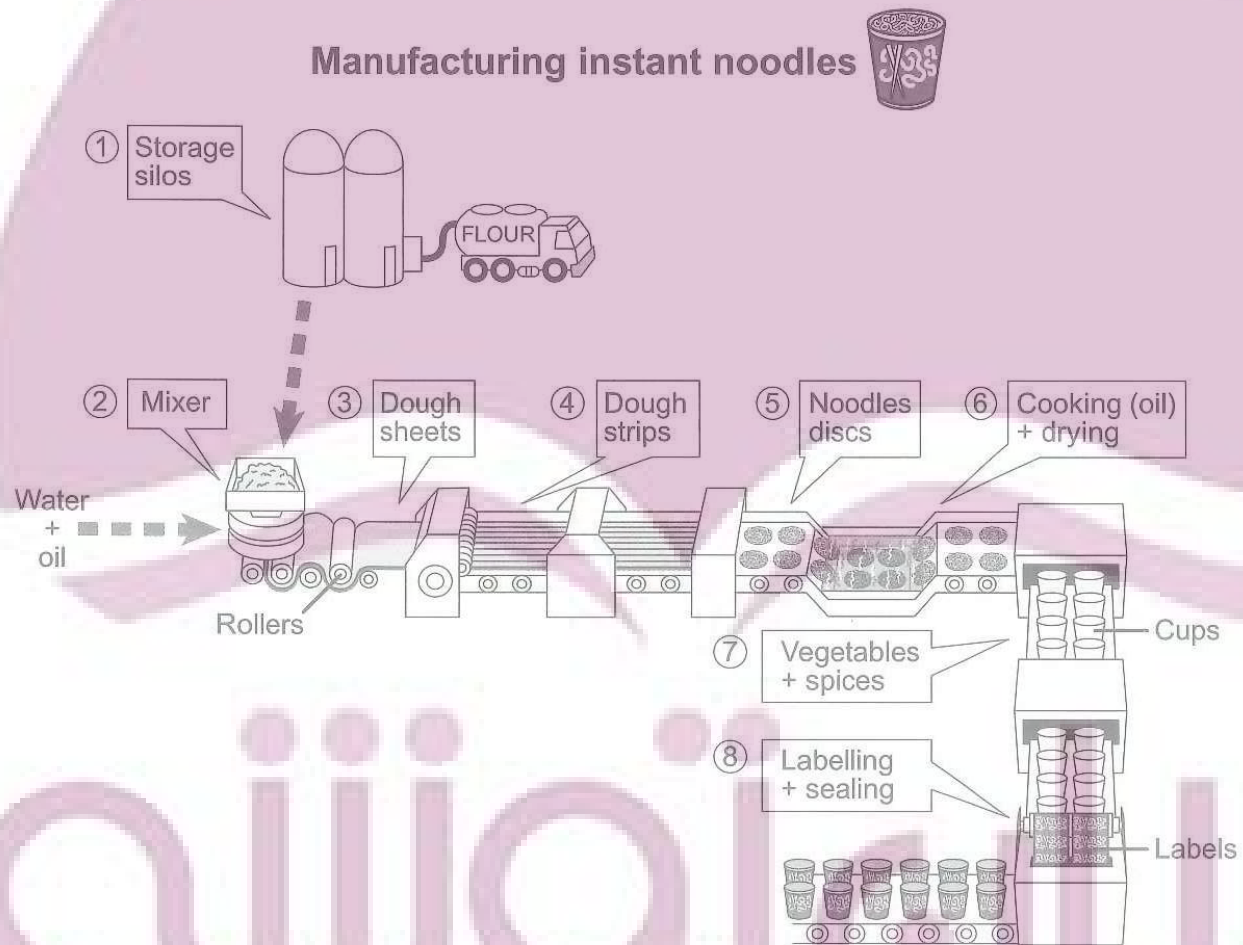 Manufacturing instant noodles
1 Storage
silos
FLOUR
2 Mixer
3 Dough
sheets
4 Dough
strips
5 Noodles
discs
6 Cooking (oil)
+ drying
Water
+
oil
Rollers
7 Vegetables
+ spices
Cups
8 Labelling
+ sealing
Labels